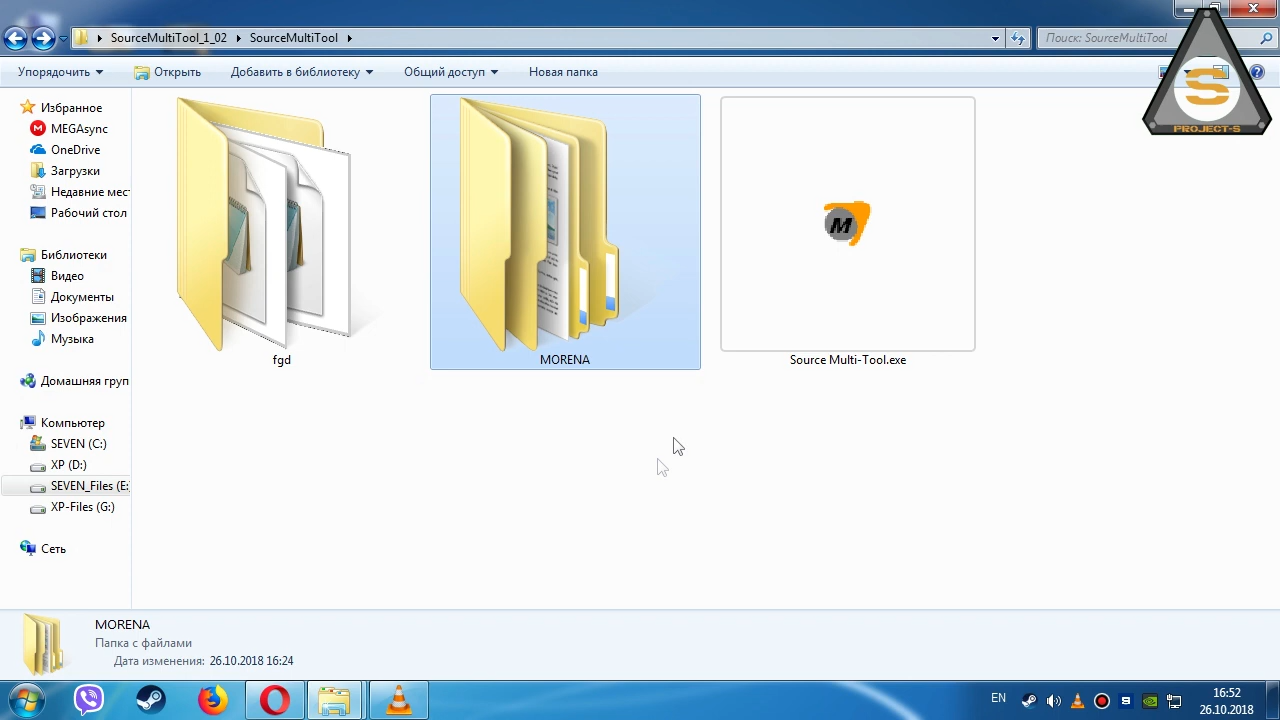 SourceMultiTool_1_02
SourceMultiTool
Поиск: SourceMultiTool
Упорядочить
Открыть
Добавить в библиотеку
Общий доступ
Новая папка
S
PROJECT-S
Избранное
MEGAsync
OneDrive
Загрузки
Недавние мест
Рабочий стол
Библиотеки
Видео
Документы
Изображения
Музыка
Домашняя груп
Компьютер
SEVEN (C:)
XP (D:)
SEVEN_Files (E:
XP-Files (G:)
Сеть
M
fgd
MORENA
Source Multi-Tool.exe
MORENA
Папка с файлами
Дата изменения: 26.10.2018 16:24
EN
16:52
26.10.2018